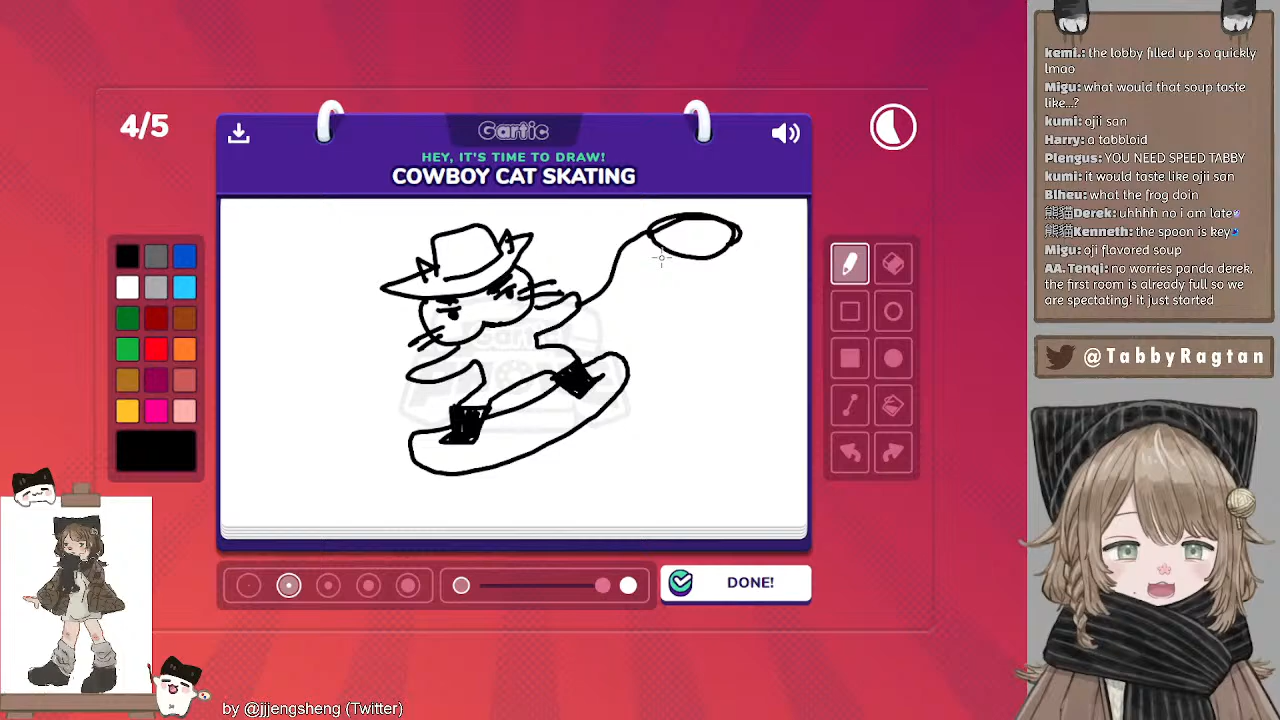 4/5
Gartic
HEY, IT'S TIME TO DRAW!
COWBOY CAT SKATING
DONE!
by @jjjengsheng (Twitter)
kemi.: the lobby filled up so quickly
lmao
Migu: what would that soup taste
like...?
kumi: oji san
Harry: a tabbloid
Plengus: YOU NEED SPEED TABBY
kumi: it would taste like ojii san
Blheu: what the frog doin
熊貓Derek: uhhhh no i am late
熊貓Kenneth: the spoon is key
Migu: oji flavored soup
AA. Tenqi: no worries panda derek.
the first room is already full so we
are spectating! it just started
@TabbyRagtan